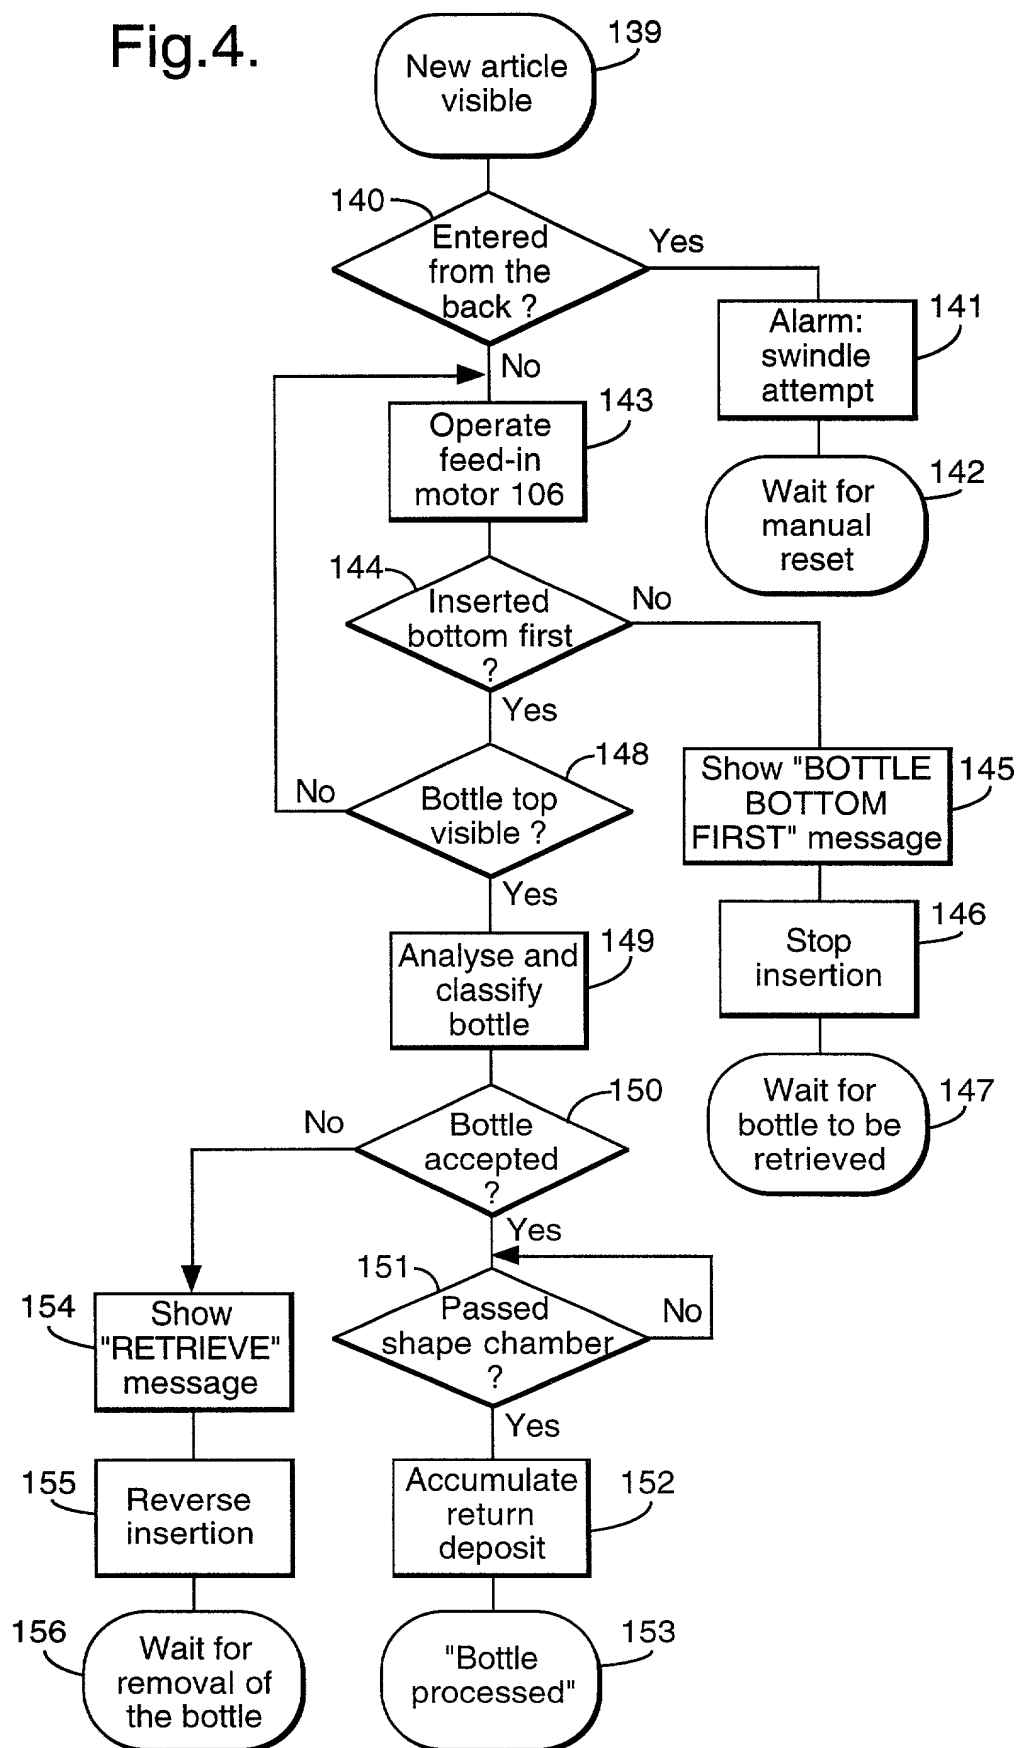 Fig.4.
139
New article
visible
140
Entered
from the
back ?
Yes
141
Alarm:
swindle
attempt
No
143
Operate
feed-in
motor 106
142
Wait for
manual
reset
144
Inserted
bottom first
?
No
Yes
148
Bottle top
visible ?
No
145
Show "BOTTLE
BOTTOM
FIRST" message
Yes
149
Analyse and
classify
bottle
146
Stop
insertion
147
Wait for
bottle to be
retrieved
150
Bottle
accepted
?
No
Yes
151
Passed
shape chamber
?
No
154
Show
"RETRIEVE"
message
Yes
155
Reverse
insertion
152
Accumulate
return
deposit
156
Wait for
removal of
the bottle
153
"Bottle
processed"